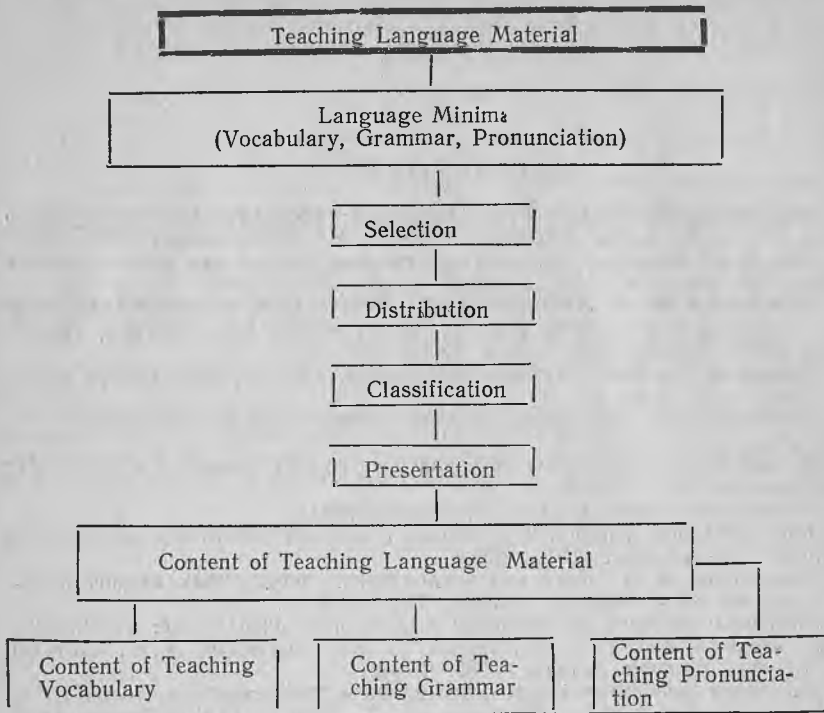 Teaching Language Material
Language Minima
(Vocabulary, Grammar, Pronunciation)
Selection
Distribution
Classification
Presentation
Content of Teaching Language Material
Content of Teaching
Vocabulary
Content of Tea-
ching Grammar
Content of Tea-
ching Pronuncia-
tion